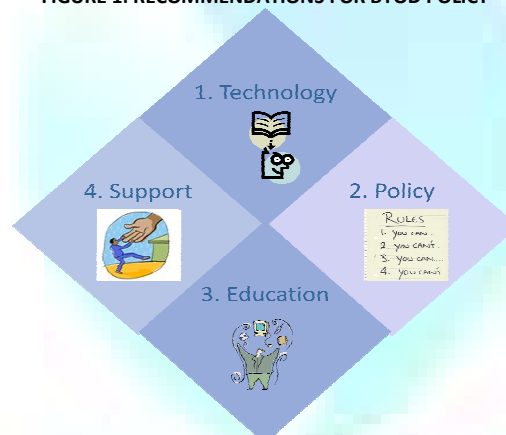 FIGURE 1: RECOMMENDATIONS FOR BYOD POLICY
1. Technology
4. Support
2. Policy
RULES
1. YOU CAN..
2. YOU CAN'T.
3. YOU CAN...
4. YOU CAN'T
3. Education